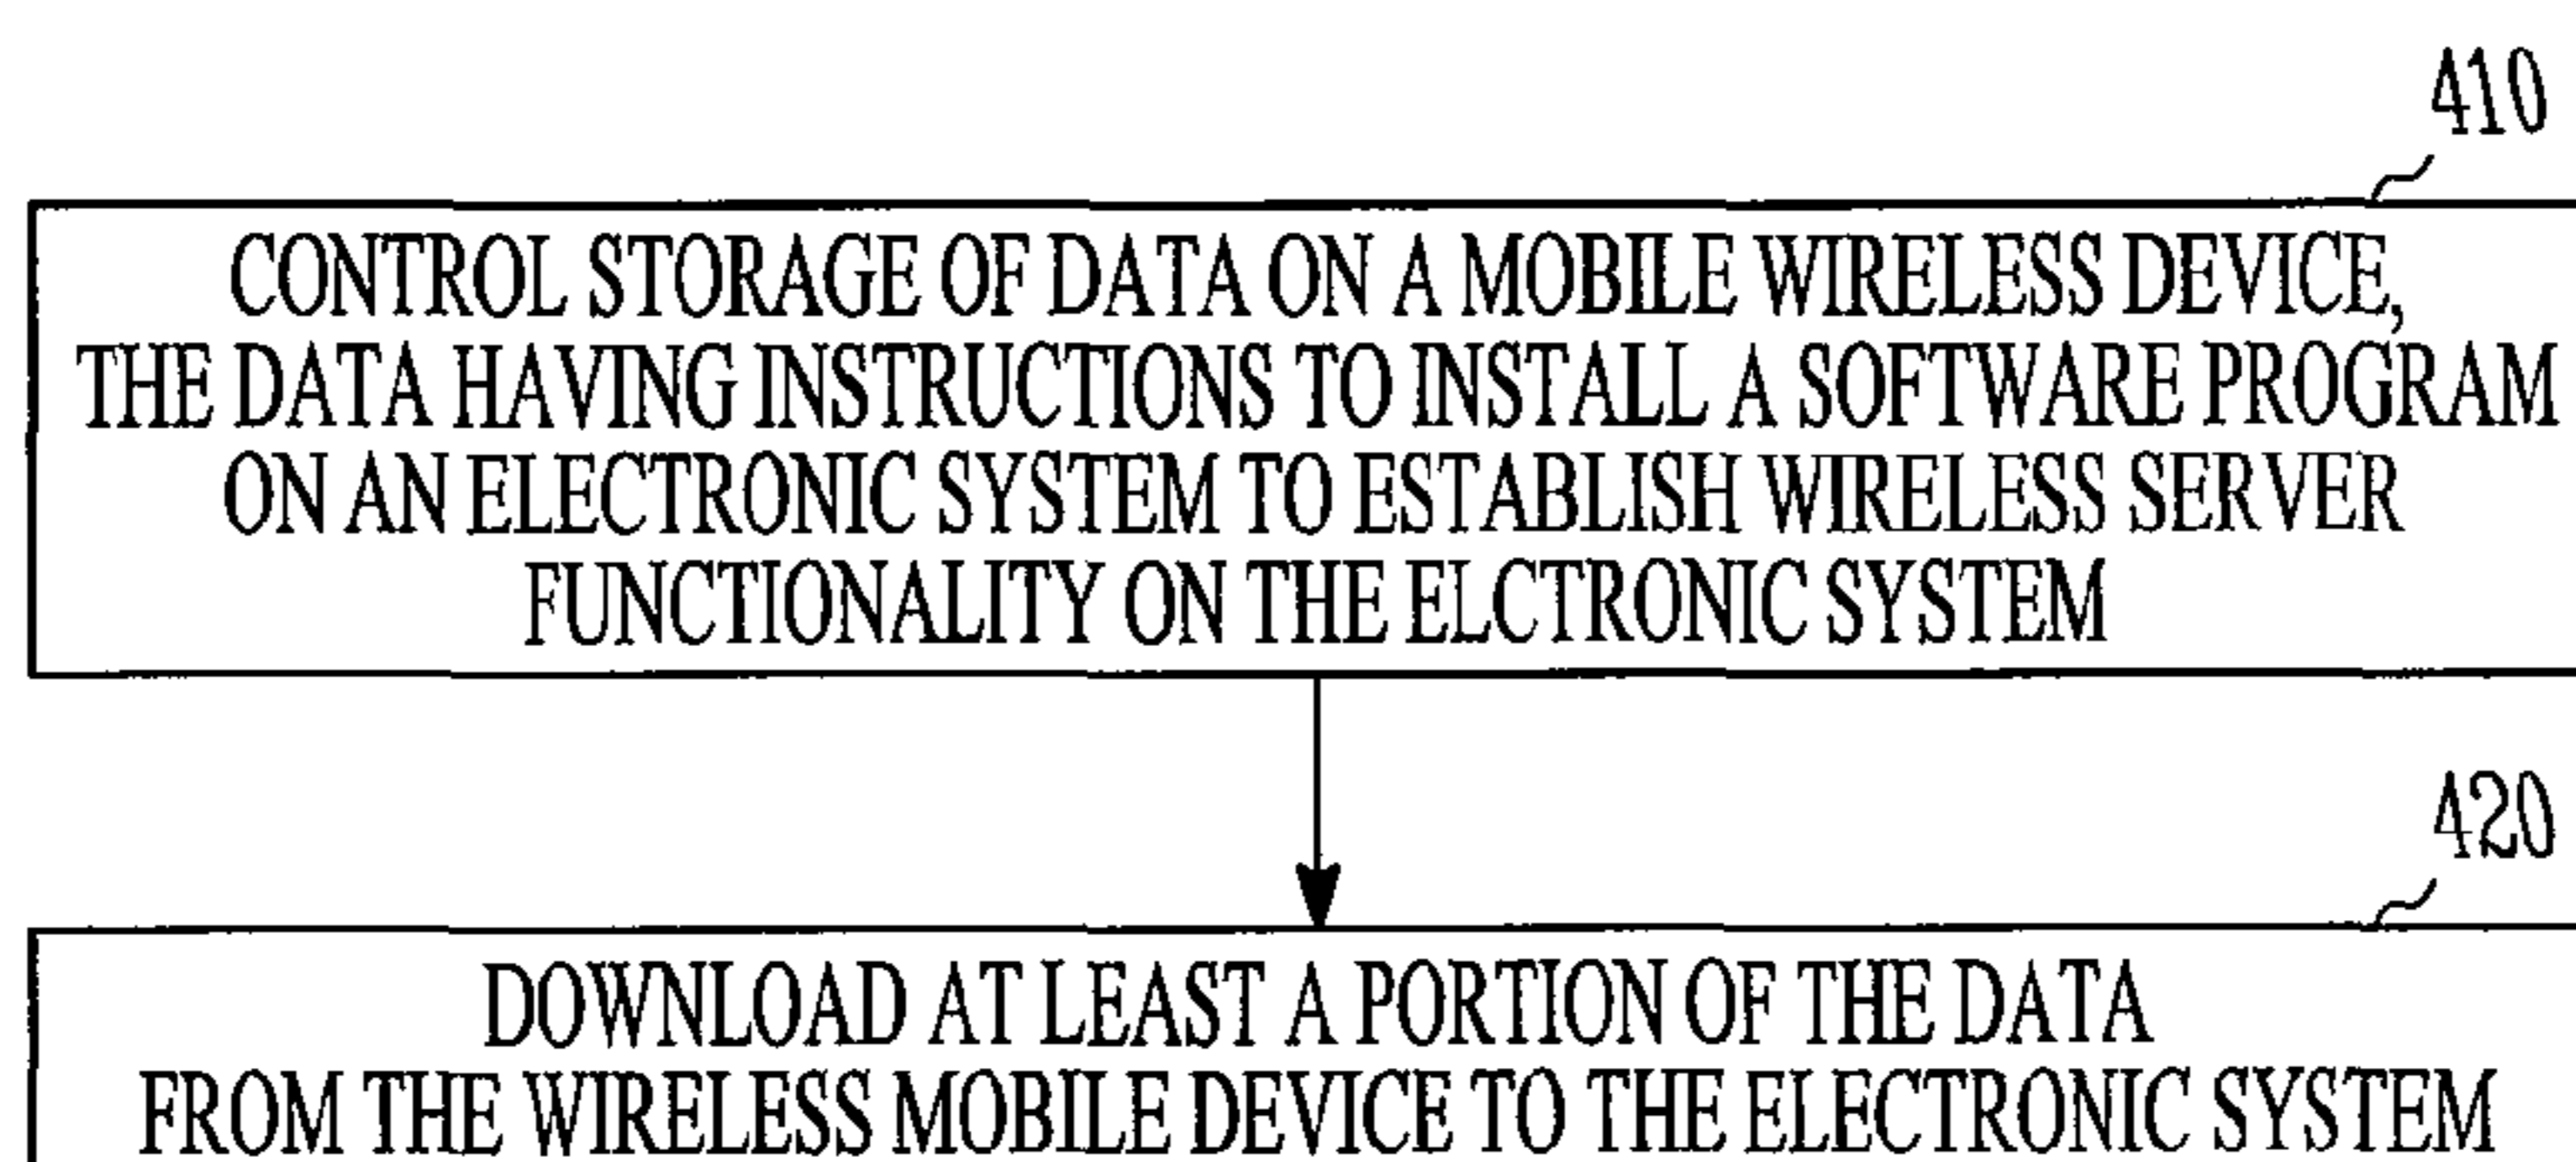 410
CONTROL STORAGE OF DATA ON A MOBILE WIRELESS DEVICE,
THE DATA HAVING INSTRUCTIONS TO INSTALL A SOFTWARE PROGRAM
ON AN ELECTRONIC SYSTEM TO ESTABLISH WIRELESS SERVER
FUNCTIONALITY ON THE ELCTRONIC SYSTEM
420
DOWNLOAD AT LEAST A PORTION OF THE DATA
FROM THE WIRELESS MOBILE DEVICE TO THE ELECTRONIC SYSTEM